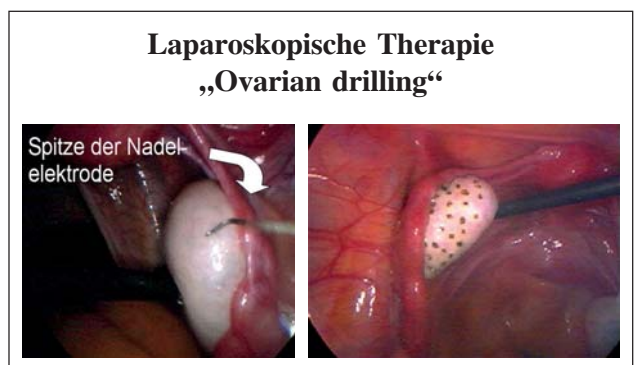 Laparoskopische Therapie
„Ovarian drilling“
Spitze der Nadel-
elektrode